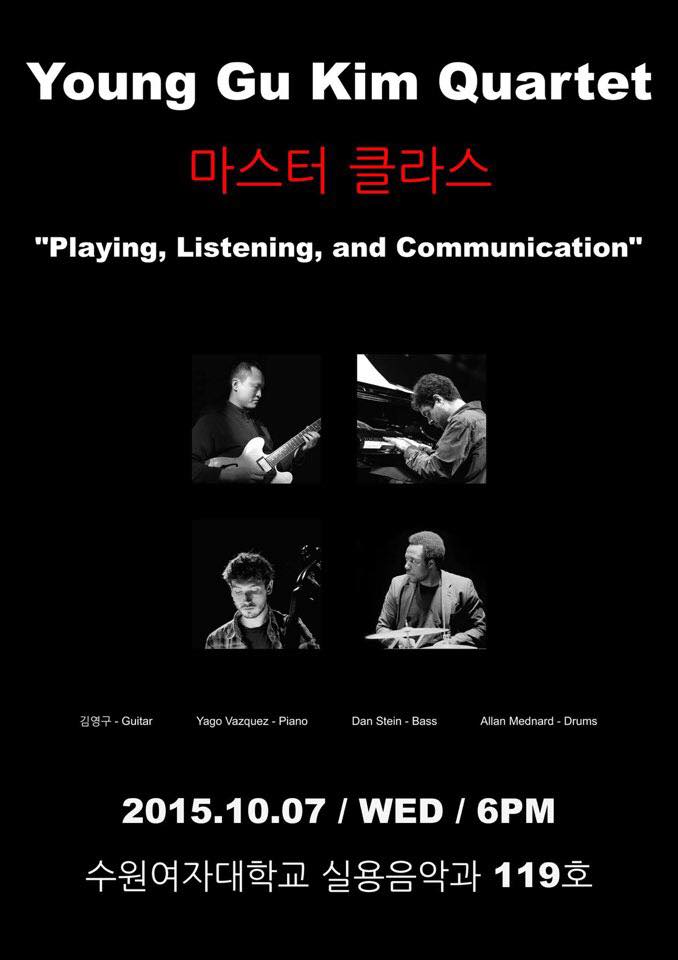 Young Gu Kim Quartet
마스터 클라스
"Playing, Listening, and Communication"
김영구 - Guitar Yago Vazquez - Piano Dan Stein - Bass Allan Mednard - Drums
2015.10.07 / WED / 6PM
수원여자대학교 실용음악과 119호